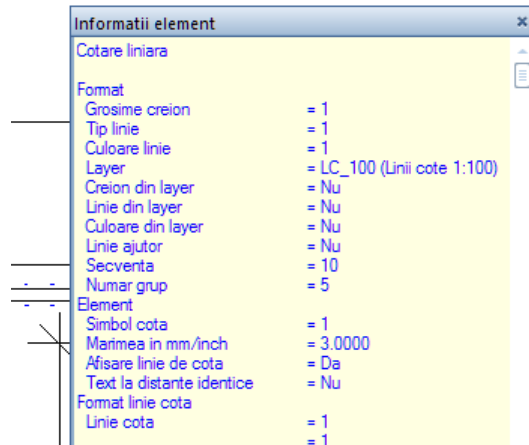 Informatii element
Cotare liniara
Format
Grosime creion = 1
Tip linie = 1
Culoare linie = 1
Layer = LC_100 (Linii cote 1:100)
Creion din layer = Nu
Linie din layer = Nu
Culoare din layer = Nu
Linie ajutor = Nu
Secventa = 10
Numar grup = 5
Element
Simbol cota = 1
Marimea in mm/inch = 3.0000
Afisare linie de cota = Da
Text la distante identice = Nu
Format linie cota
Linie cota = 1
= 1